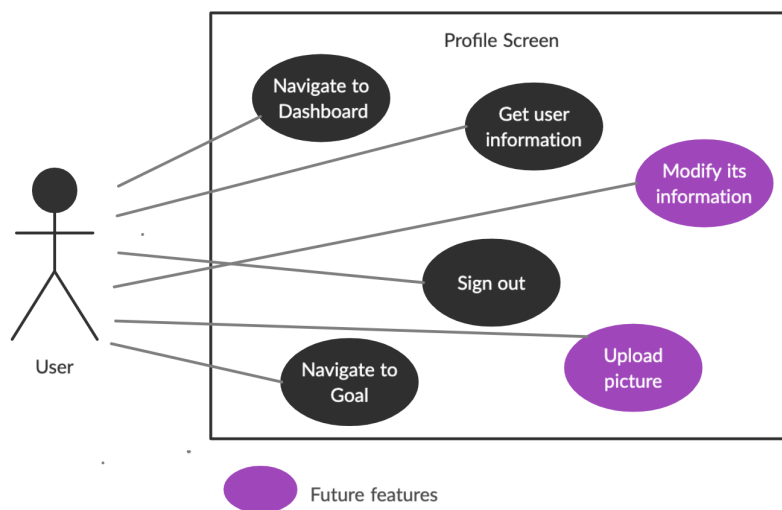 Profile Screen
Navigate to
Dashboard
Get user
information
Modify its
information
Sign out
User
Navigate to
Goal
Upload
picture
Future features